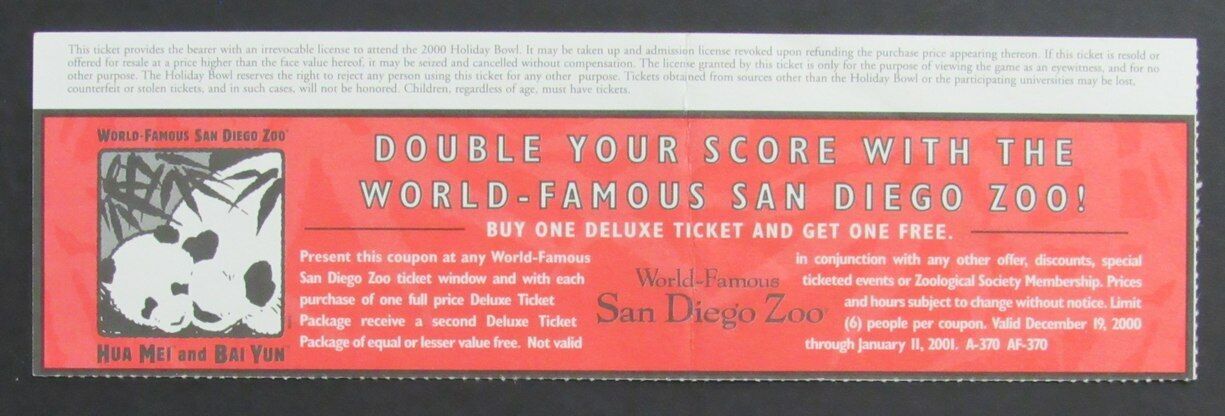 This ticket provides the bearer with an irrevocable license to attend the 2000 Holiday Bowl. It may be taken up and admission license revoked upon refunding the purchase price appearing thereon. If this ticket is resold or
offered for resale at a price higher than the face value hereof, it may be seized and cancelled without compensation. The license granted by this ticket is only for the purpose of viewing the game as an eyewitness, and for no
other purpose. The Holiday Bowl reserves the right to reject any person using this ticket for any other purpose. Tickets obtained from sources other than the Holiday Bowl or the participating universities may be lost,
counterfeit or stolen tickets, and in such cases, will not be honored. Children, regardless of age, must have tickets.
WORLD-FAMOUS SAN DIEGO ZOO
HUA MEI™ and BAI YUN™
DOUBLE YOUR SCORE WITH THE
WORLD-FAMOUS SAN DIEGO ZOO!
BUY ONE DELUXE TICKET AND GET ONE FREE.
Present this coupon at any World-Famous
San Diego Zoo ticket window and with each
purchase of one full price Deluxe Ticket
Package receive a second Deluxe Ticket
Package of equal or lesser value free. Not valid
World-Famous
San Diego Zoo
in conjunction with any other offer, discounts, special
ticketed events or Zoological Society Membership. Prices
and hours subject to change without notice. Limit
(6) people per coupon. Valid December 19, 2000
through January 11, 2001. A-370 AF-370